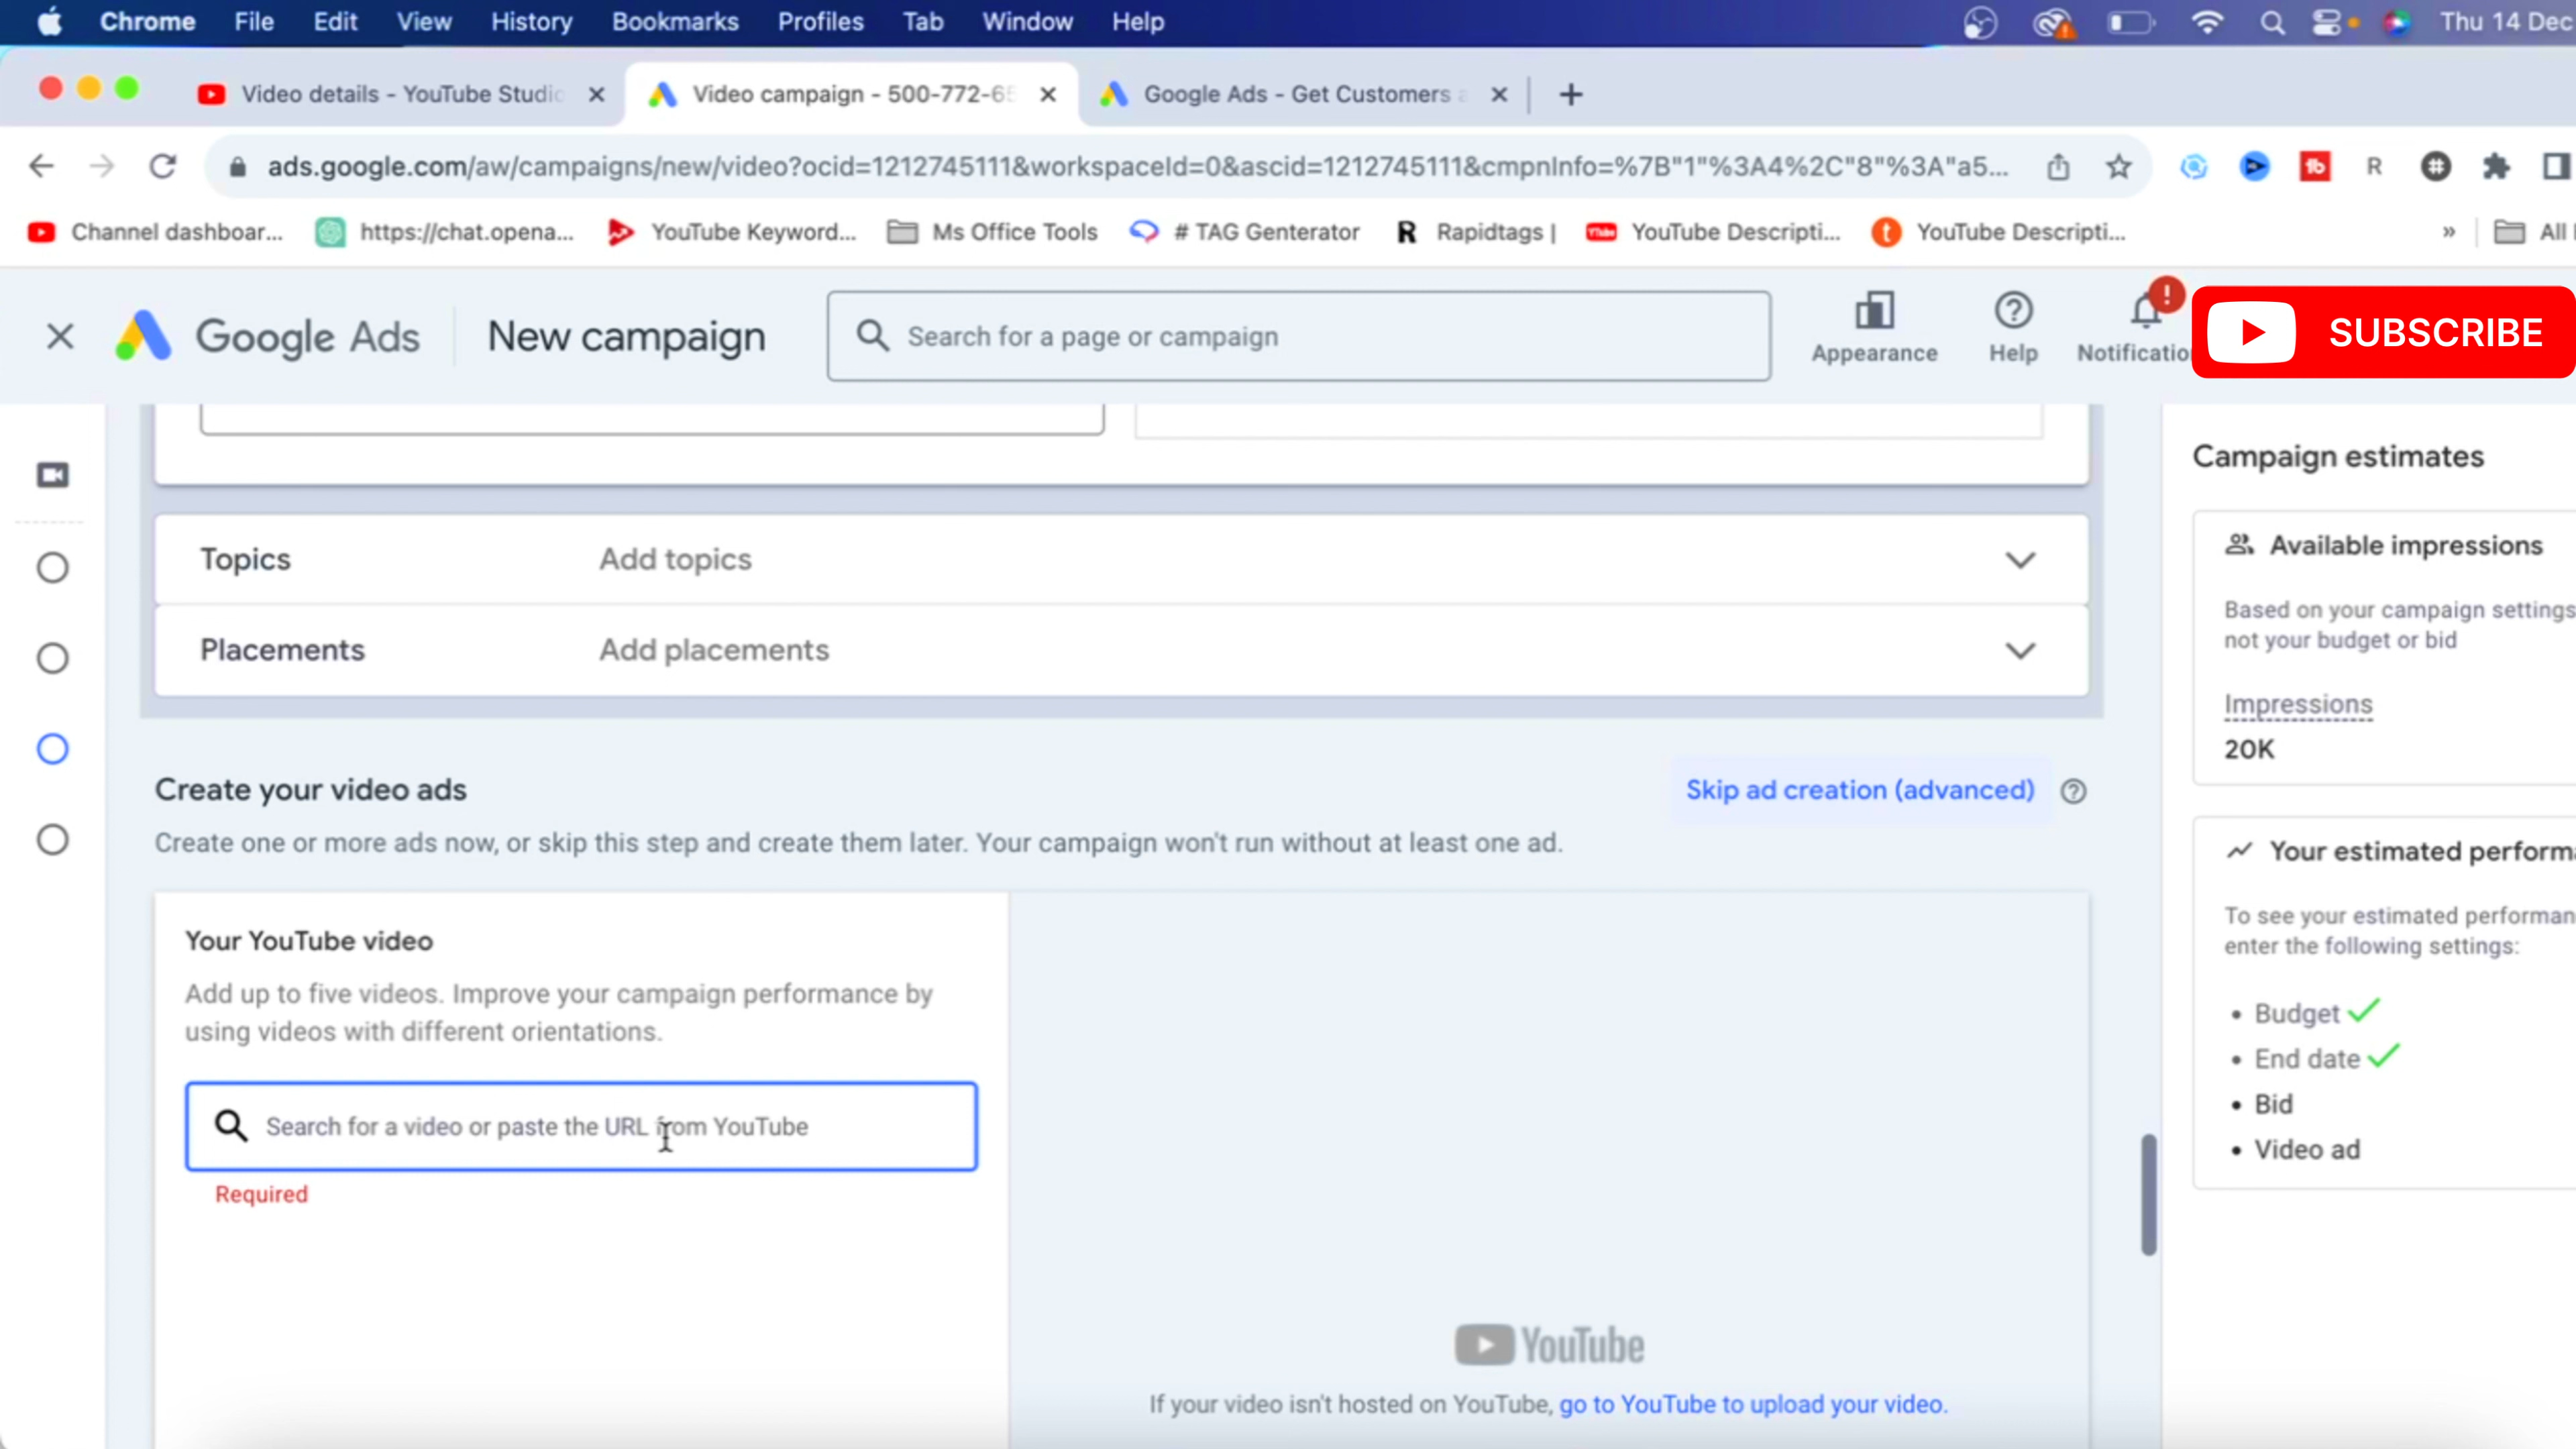 Chrome File Edit View History Bookmarks Profiles Tab Window Help Thu 14 Dec
Video details - YouTube Studio
Video campaign - 500-772-65
Google Ads - Get Customers a
ads.google.com/aw/campaigns/new/video?ocid=1212745111&workspaceId=0&ascid=1212745111&cmpnInfo=%7B"1"%3A4%2C"8"%3A"a5...
Channel dashboar... https://chat.opena... YouTube Keyword... Ms Office Tools # TAG Genterator Rapidtags | YouTube Descripti... YouTube Descripti... » All
Google Ads
New campaign
Search for a page or campaign
Appearance
Help
Notificatio
SUBSCRIBE
Topics Add topics
Placements Add placements
Create your video ads
Skip ad creation (advanced)
Create one or more ads now, or skip this step and create them later. Your campaign won't run without at least one ad.
Your YouTube video
Add up to five videos. Improve your campaign performance by
using videos with different orientations.
Search for a video or paste the URL from YouTube
Required
YouTube
If your video isn't hosted on YouTube, go to YouTube to upload your video.
Campaign estimates
Available impressions
Based on your campaign settings
not your budget or bid
Impressions
20K
Your estimated performa
To see your estimated performan
enter the following settings:
• Budget
• End date
• Bid
• Video ad